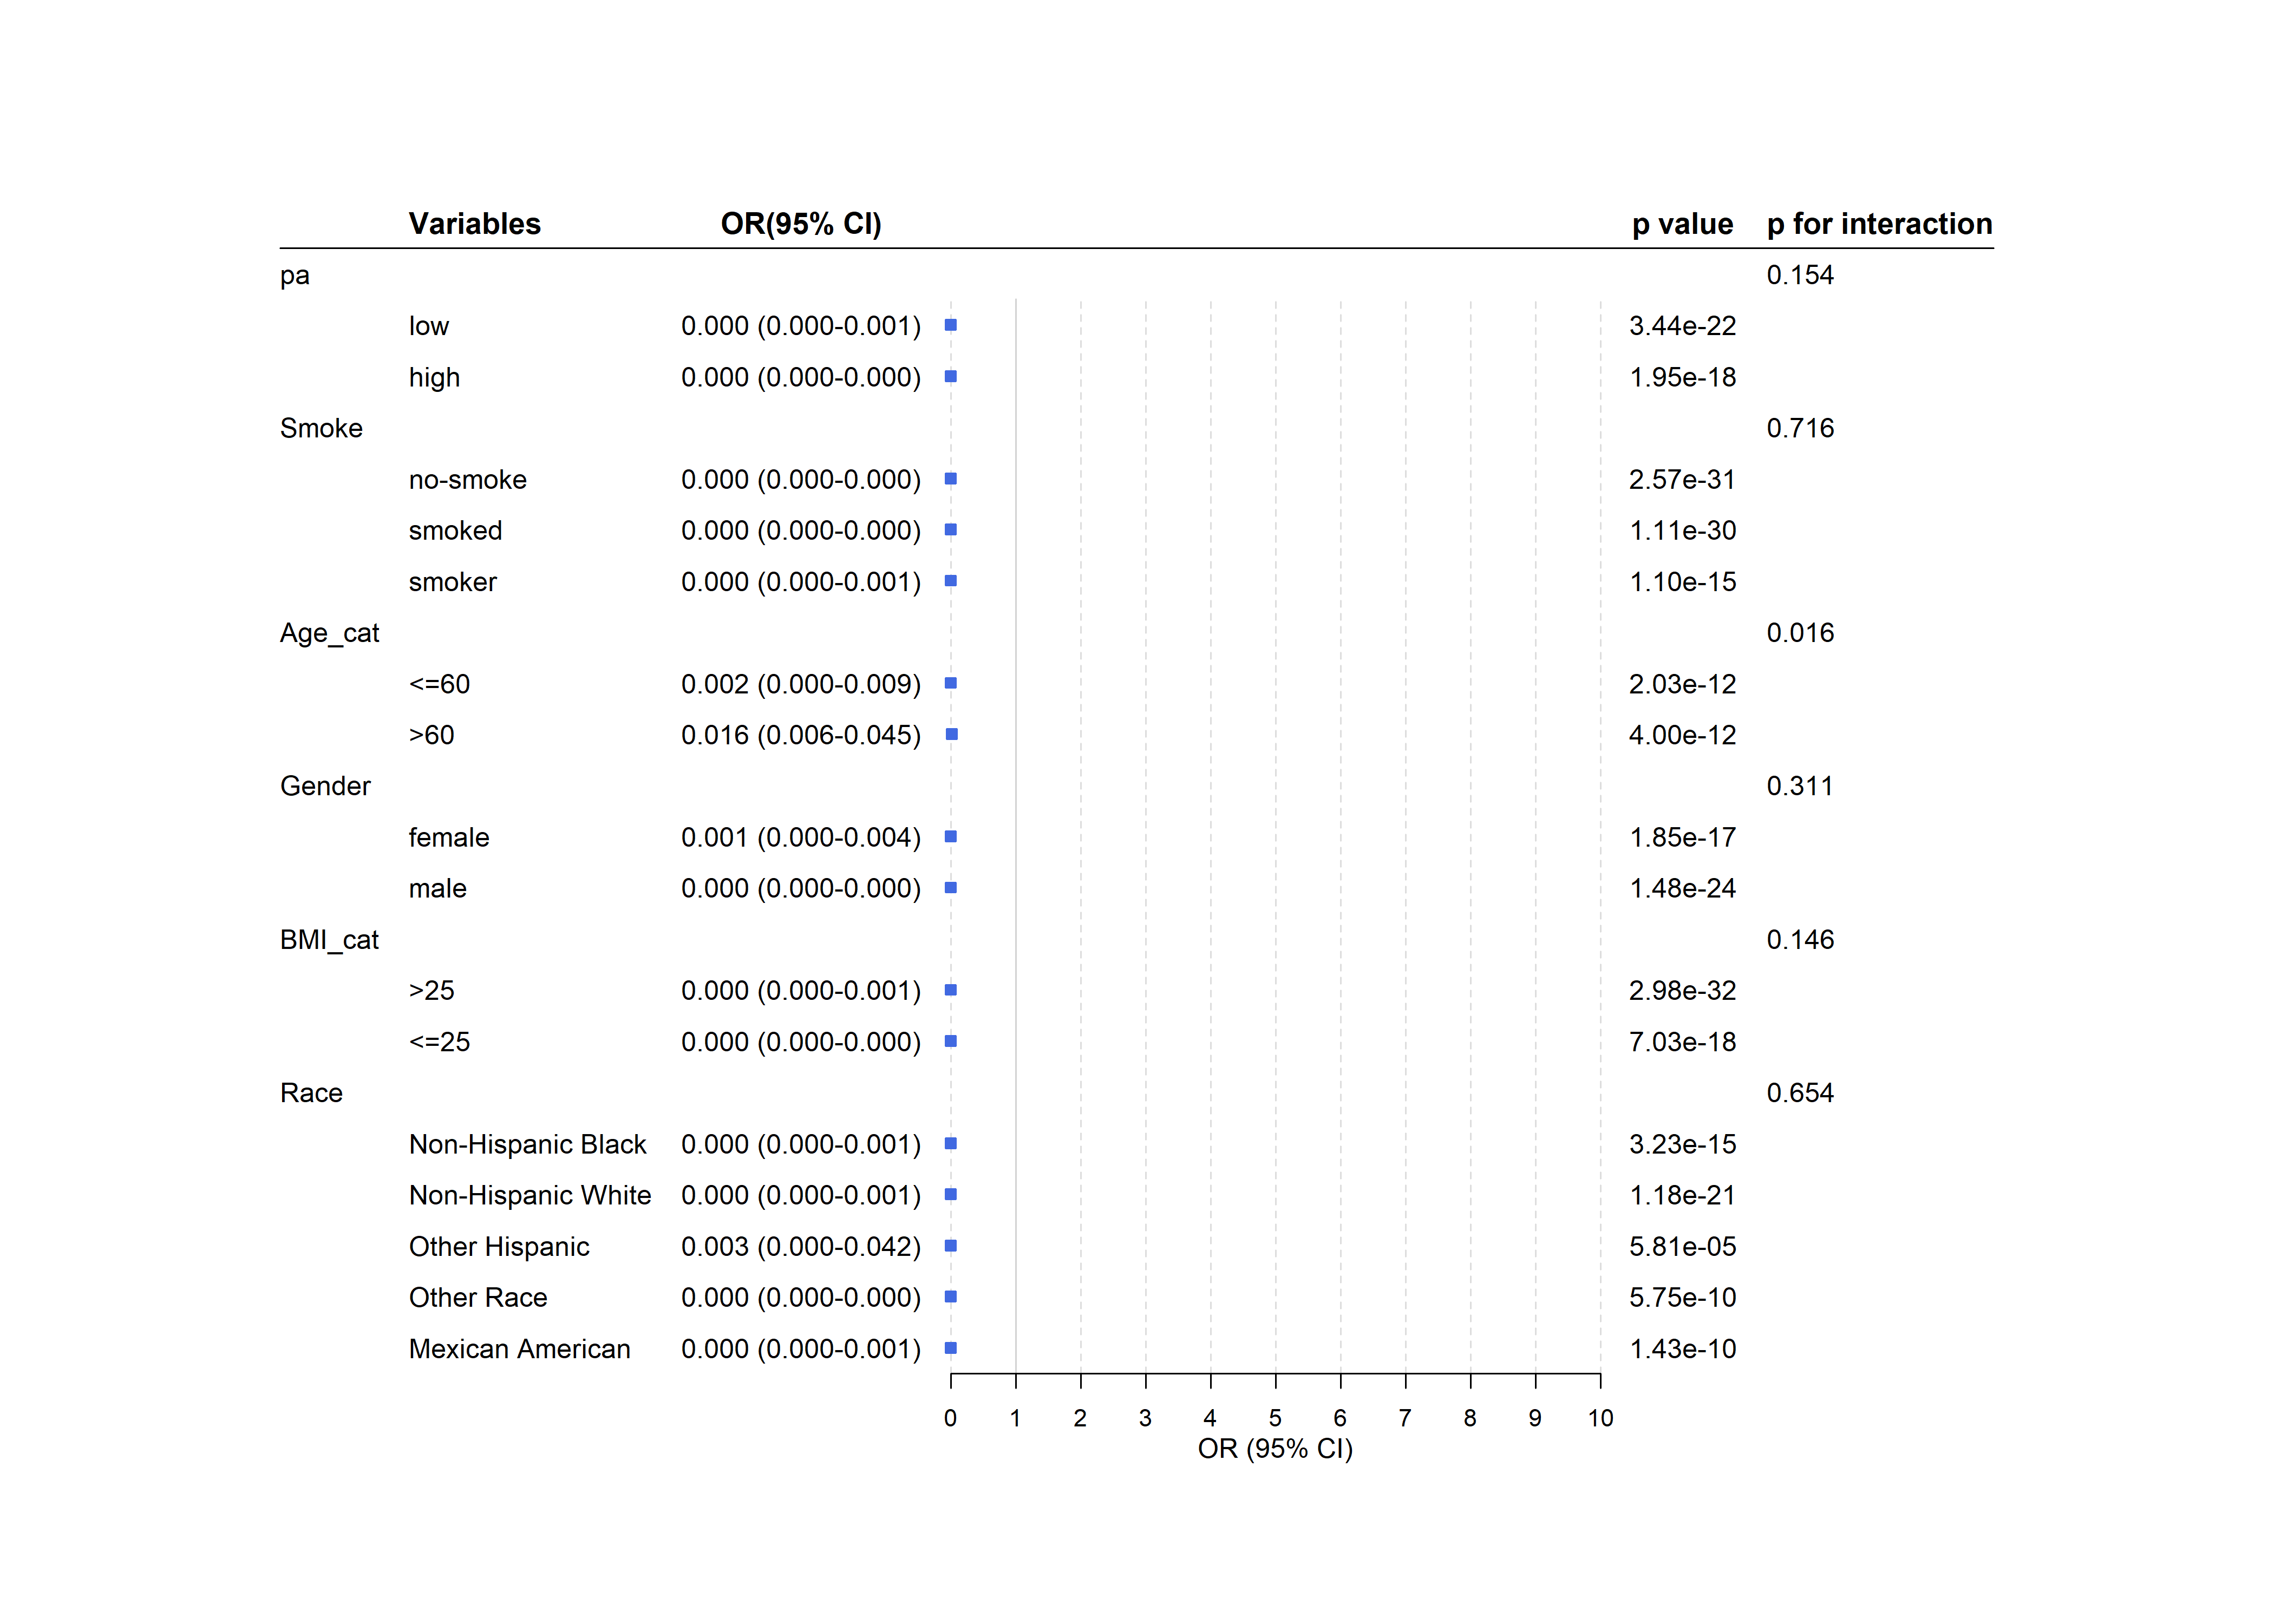 Variables OR(95% CI) p value p for interaction
pa 0.154
low 0.000 (0.000-0.001) 3.44e-22
high 0.000 (0.000-0.000) 1.95e-18
Smoke 0.716
no-smoke 0.000 (0.000-0.000) 2.57e-31
smoked 0.000 (0.000-0.000) 1.11e-30
smoker 0.000 (0.000-0.001) 1.10e-15
Age_cat 0.016
<=60 0.002 (0.000-0.009) 2.03e-12
>60 0.016 (0.006-0.045) 4.00e-12
Gender 0.311
female 0.001 (0.000-0.004) 1.85e-17
male 0.000 (0.000-0.000) 1.48e-24
BMI_cat 0.146
>25 0.000 (0.000-0.001) 2.98e-32
<=25 0.000 (0.000-0.000) 7.03e-18
Race 0.654
Non-Hispanic Black 0.000 (0.000-0.001) 3.23e-15
Non-Hispanic White 0.000 (0.000-0.001) 1.18e-21
Other Hispanic 0.003 (0.000-0.042) 5.81e-05
Other Race 0.000 (0.000-0.000) 5.75e-10
Mexican American 0.000 (0.000-0.001) 1.43e-10
0 1 2 3 4 5 6 7 8 9 10
OR (95% CI)